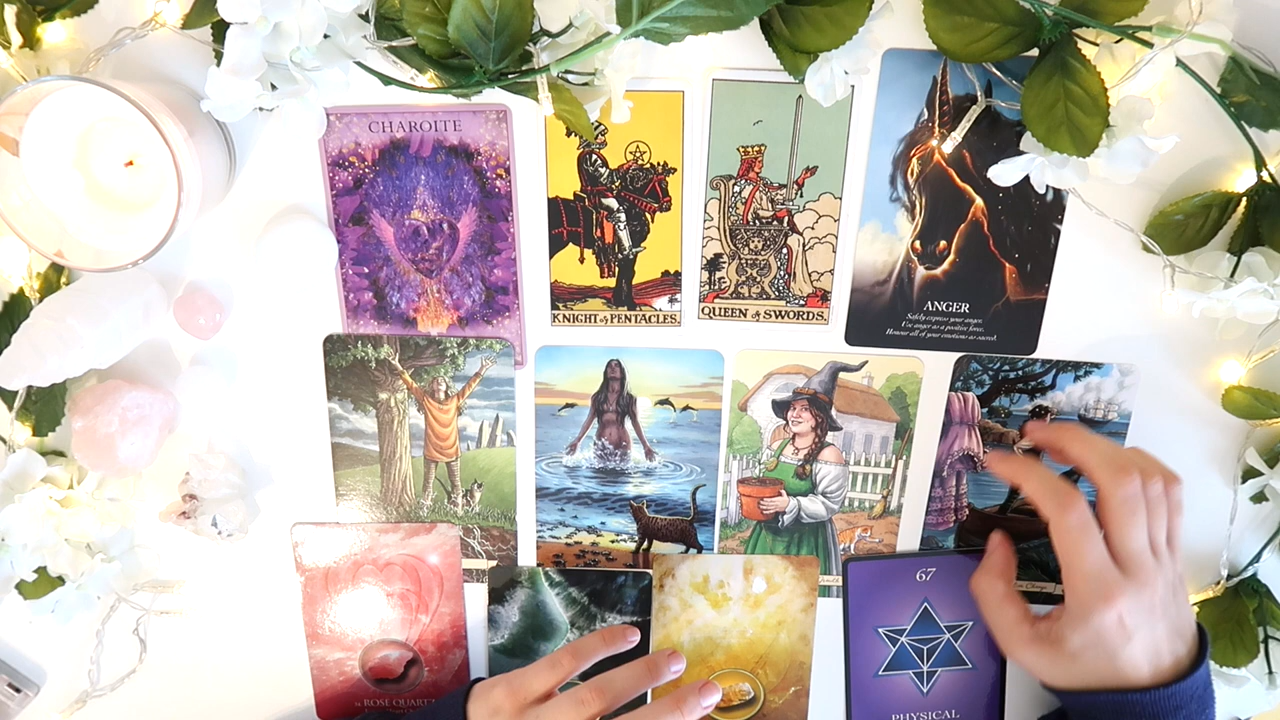 CHAROITE
KNIGHT of PENTACLES.
QUEEN of SWORDS.
ANGER
Safely express your anger.
Use anger as a positive force.
Honour all of your emotions as sacred.
67
ROSE QUARTZ
PHYSICAL